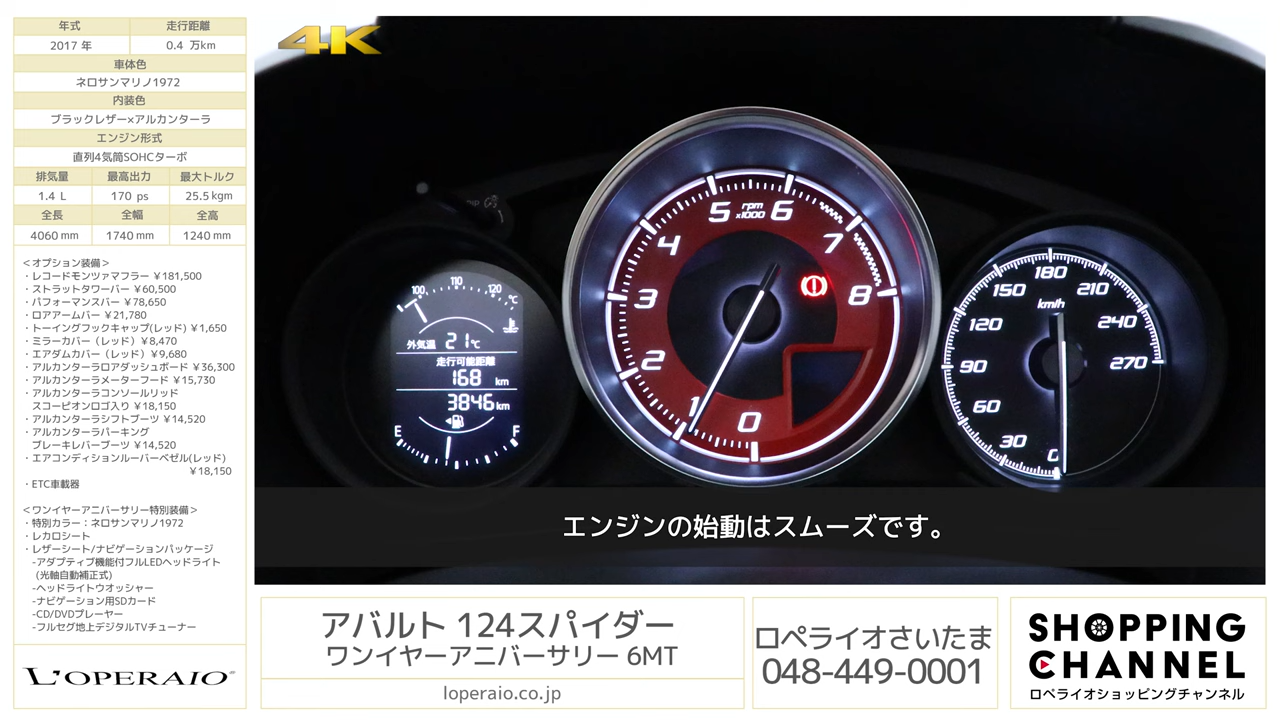 年式 走行距離
2017 年 0.4 万km
車体色
ネロサンマリノ1972
内装色
ブラックレザー×アルカンターラ
エンジン形式
直列4気筒SOHCターボ
排気量 最高出力 最大トルク
1.4 L 170 ps 25.5 kgm
全長 全幅 全高
4060 mm 1740 mm 1240 mm
＜オプション装備＞
・レコードモンツァマフラー ￥181,500
・ストラットタワーバー ￥60,500
・パフォーマンスバー ￥78,650
・ロアアームバー ￥21,780
・トーイングフックキャップ(レッド) ￥1,650
・ミラーカバー（レッド）￥8,470
・エアダムカバー（レッド）￥9,680
・アルカンターラロアダッシュボード ￥36,300
・アルカンターラメーターフード ￥15,730
・アルカンターラコンソールリッド
スコーピオンロゴ入り ￥18,150
・アルカンターラシフトブーツ ￥14,520
・アルカンターラパーキング
ブレーキレバーブーツ ￥14,520
・エアコンディションルーバーベゼル(レッド)
￥18,150
・ETC車載器
＜ワンイヤーアニバーサリー特別装備＞
・特別カラー：ネロサンマリノ1972
・レカロシート
・レザーシート/ナビゲーションパッケージ
-アダプティブ機能付フルLEDヘッドライト
(光軸自動補正式)
-ヘッドライトウオッシャー
-ナビゲーション用SDカード
-CD/DVDプレーヤー
-フルセグ地上デジタルTVチューナー
L'OPERAIO
4K
100 110 120 ℃
外気温 21℃
走行可能距離
168 km
3846 km
E F
5 rpm x1000 6
4 7
3 8
2
1 0
180
150 210
km/h
120 240
90 270
60
30
0
エンジンの始動はスムーズです。
アバルト 124スパイダー
ワンイヤーアニバーサリー 6MT
loperaio.co.jp
ロペライオさいたま
048-449-0001
SHOPPING
CHANNEL
ロペライオショッピングチャンネル